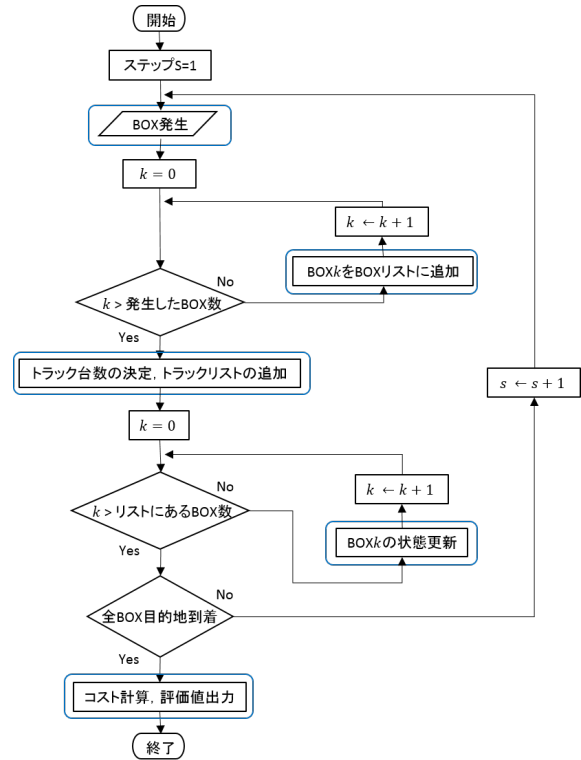 開始
ステップS=1
BOX発生
k = 0
k ← k + 1
BOXkをBOXリストに追加
No
k > 発生したBOX数
Yes
トラック台数の決定, トラックリストの追加
s ← s + 1
k = 0
No
k ← k + 1
k > リストにあるBOX数
BOXkの状態更新
Yes
No
全BOX目的地到着
Yes
コスト計算, 評価値出力
終了